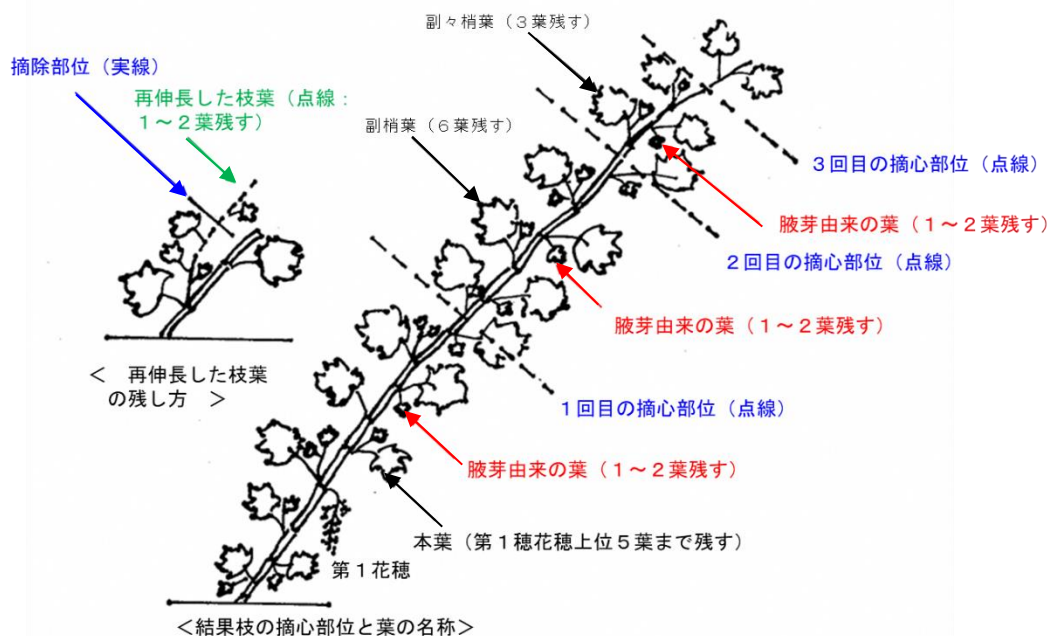 副々梢葉（３葉残す）
摘除部位（実線）
再伸長した枝葉（点線：
１～２葉残す）
副梢葉（６葉残す）
３回目の摘心部位（点線）
腋芽由来の葉（１～２葉残す）
２回目の摘心部位（点線）
腋芽由来の葉（１～２葉残す）
＜　再伸長した枝葉
の残し方　＞
１回目の摘心部位（点線）
腋芽由来の葉（１～２葉残す）
本葉（第１穂花穂上位５葉まで残す）
第１花穂
＜結果枝の摘心部位と葉の名称＞